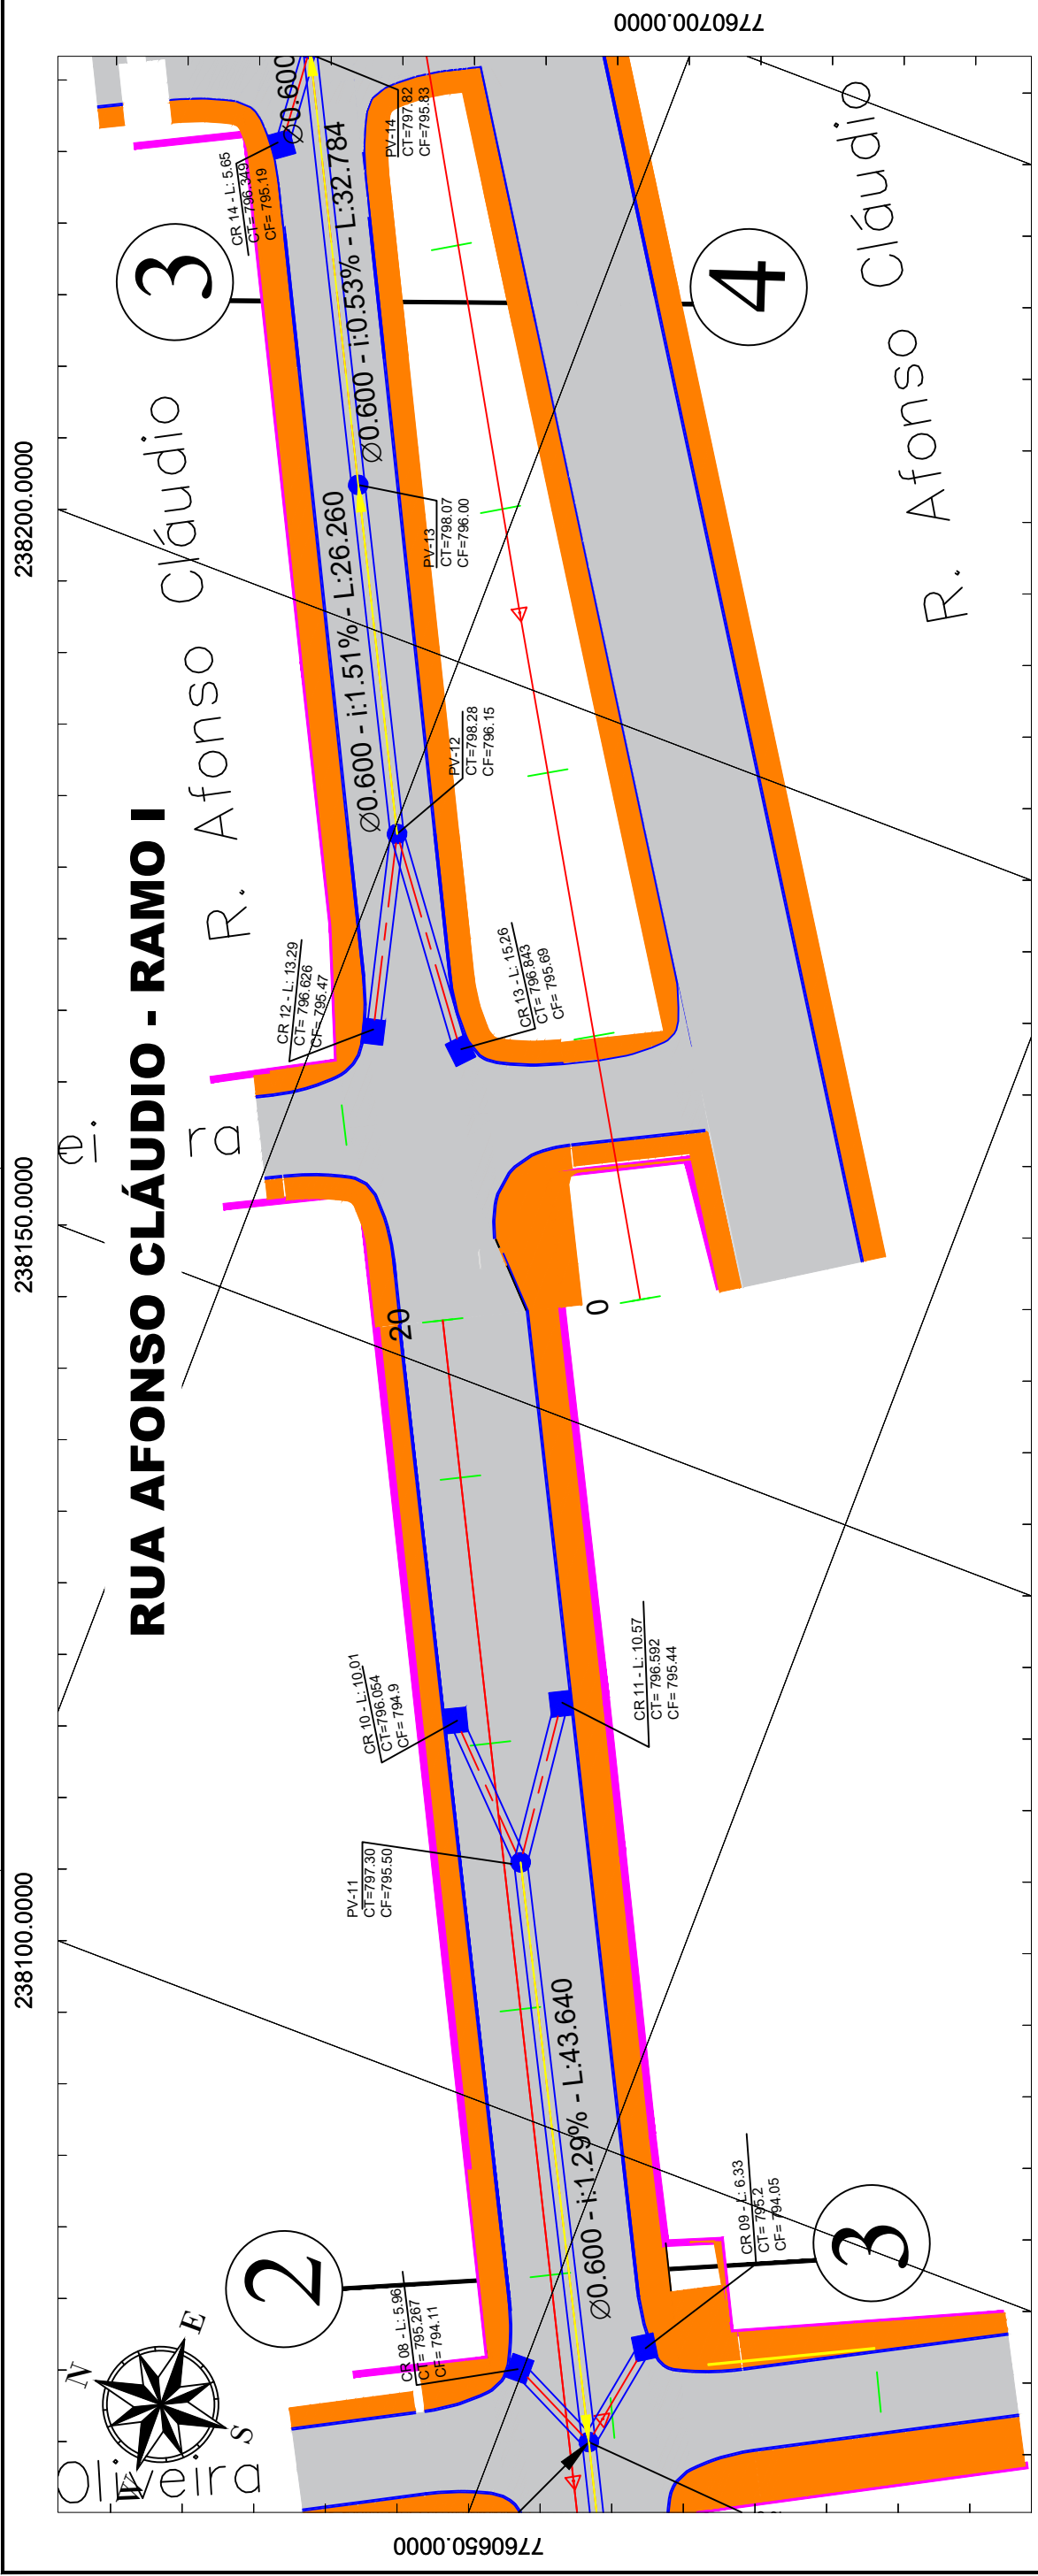 RUA AFONSO CLÁUDIO - RAMO I
238100.0000
238150.0000
238200.0000
7760650.0000
7760700.0000
N
E
S
W
Oliveira
ei
ra
R. Afonso Cláudio
R. Afonso Cláudio
2
3
3
4
20
0
CR 08 - L: 5.96
CT= 795.267
CF= 794.11
CR 09 - L: 6.33
CT= 795.2
CF= 794.05
Ø0.600 - i:1.29% - L:43.640
PV-11
CT=797.30
CF=795.50
CR 10 - L: 10.01
CT=796.054
CF= 794.9
CR 11 - L: 10.57
CT= 796.592
CF= 795.44
CR 12 - L: 13.29
CT= 796.626
CF= 795.47
CR 13 - L: 15.26
CT= 796.843
CF= 795.69
PV-12
CT=798.28
CF=796.15
Ø0.600 - i:1.51% - L:26.260
PV-13
CT=798.07
CF=796.00
Ø0.600 - i:0.53% - L:32.784
CR 14 - L: 5.65
CT= 796.349
CF= 795.19
PV-14
CT=797.82
CF=795.83
Ø0.600